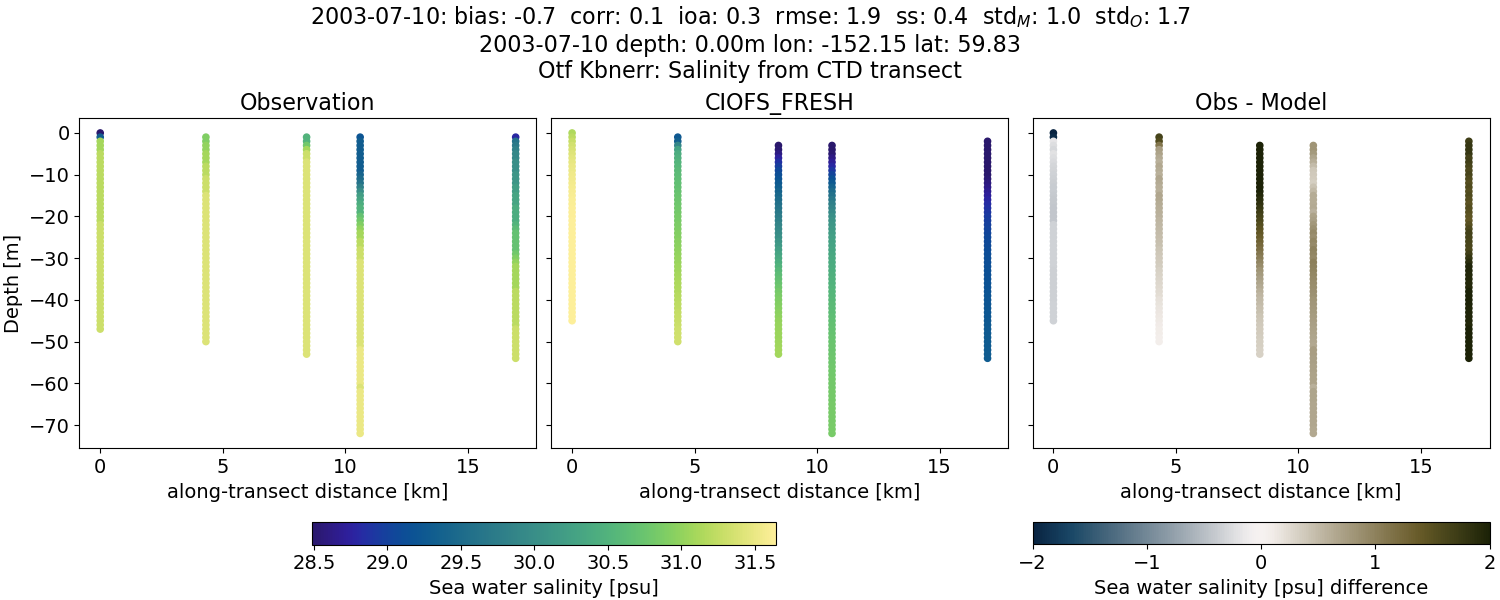 2003-07-10: bias: -0.7  corr: 0.1  ioa: 0.3  rmse: 1.9  ss: 0.4  std_M: 1.0  std_O: 1.7
2003-07-10 depth: 0.00m lon: -152.15 lat: 59.83
Otf Kbnerr: Salinity from CTD transect
Observation
CIOFS_FRESH
Obs - Model
Depth [m]
0
−10
−20
−30
−40
−50
−60
−70
0 5 10 15
0 5 10 15
0 5 10 15
along-transect distance [km]
along-transect distance [km]
along-transect distance [km]
28.5 29.0 29.5 30.0 30.5 31.0 31.5
Sea water salinity [psu]
−2 −1 0 1 2
Sea water salinity [psu] difference